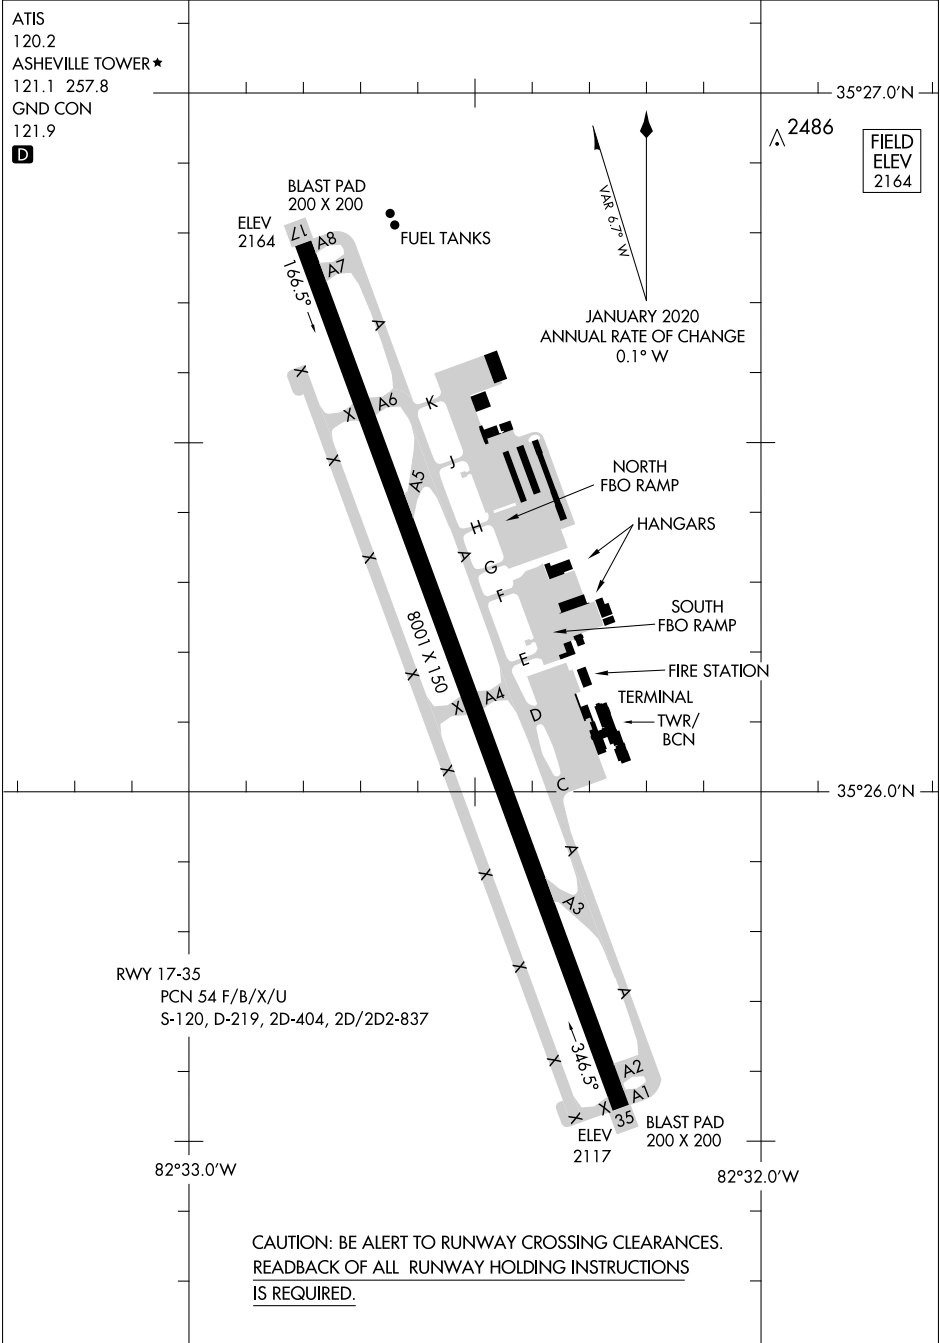 ATIS
120.2
ASHEVILLE TOWER★
121.1 257.8
GND CON
121.9
D
35°27.0'N
2486
FIELD
ELEV
2164
VAR 6.7° W
JANUARY 2020
ANNUAL RATE OF CHANGE
0.1° W
BLAST PAD
200 X 200
ELEV
2164
17
FUEL TANKS
A8
A7
166.5°
A
X
A6
X
K
X
J
A5
NORTH
FBO RAMP
H
HANGARS
X
A
G
F
8001 X 150
SOUTH
FBO RAMP
E
X
FIRE STATION
A4
X
TERMINAL
D
TWR/
BCN
X
C
35°26.0'N
A
X
A3
X
RWY 17-35
PCN 54 F/B/X/U
S-120, D-219, 2D-404, 2D/2D2-837
A
346.5°
X
A2
A1
X
X
35
BLAST PAD
200 X 200
ELEV
2117
82°33.0'W
82°32.0'W
CAUTION: BE ALERT TO RUNWAY CROSSING CLEARANCES.
READBACK OF ALL RUNWAY HOLDING INSTRUCTIONS
IS REQUIRED.